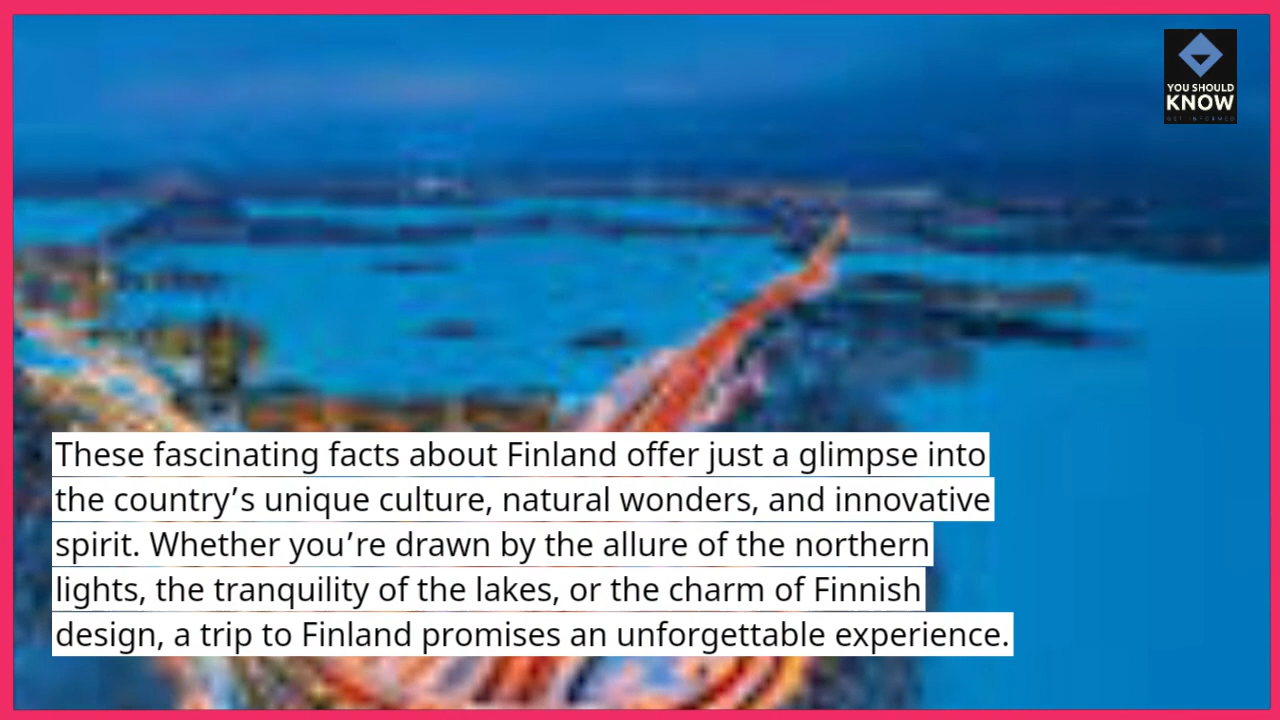 YOU SHOULD
KNOW
GET INFORMED
These fascinating facts about Finland offer just a glimpse into
the country’s unique culture, natural wonders, and innovative
spirit. Whether you’re drawn by the allure of the northern
lights, the tranquility of the lakes, or the charm of Finnish
design, a trip to Finland promises an unforgettable experience.